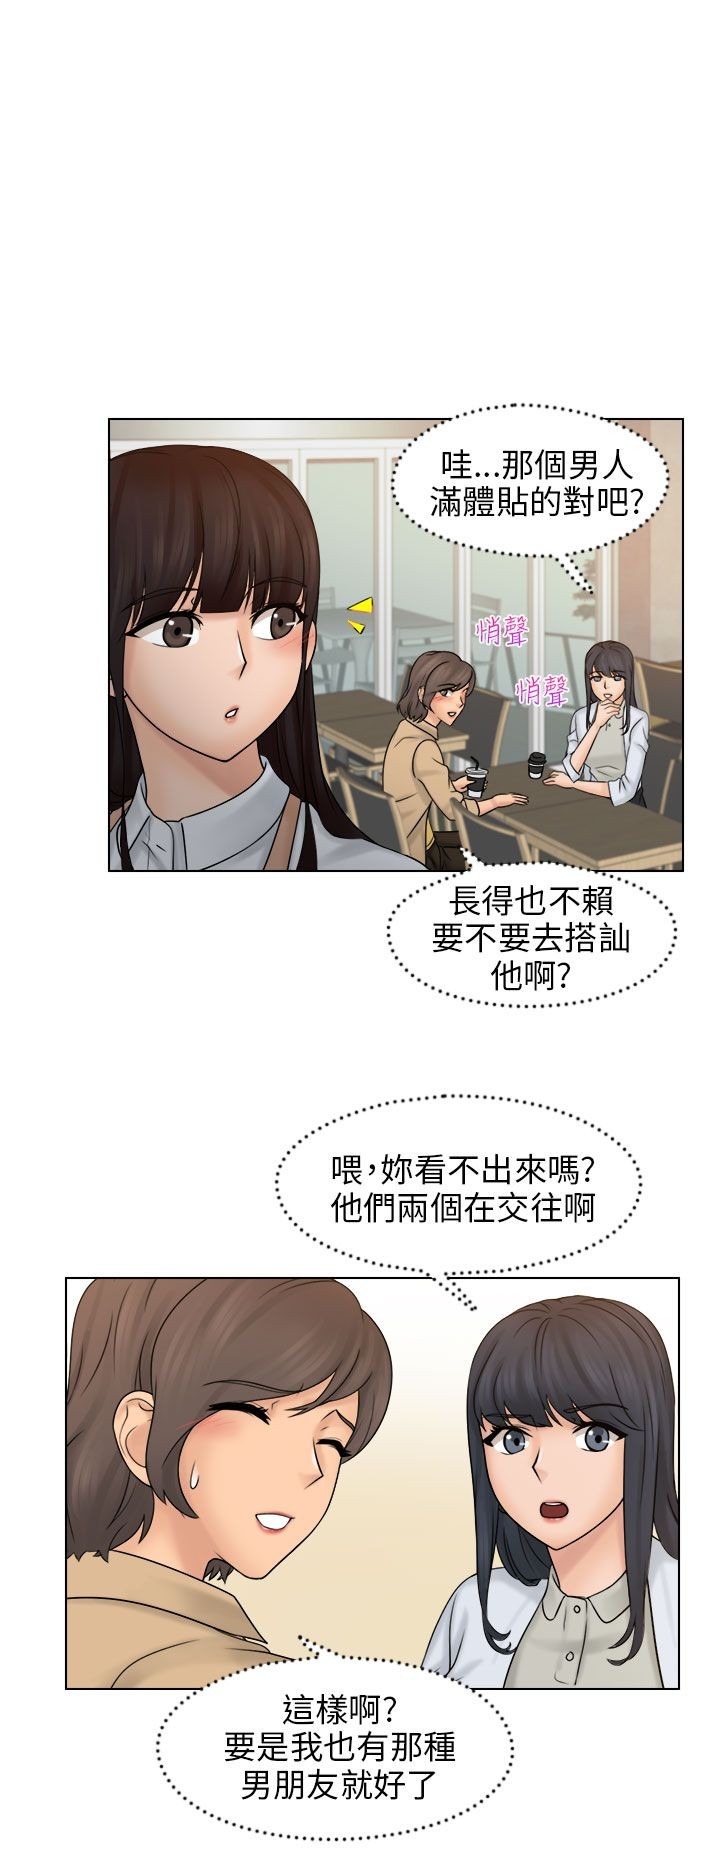 哇…那個男人
滿體貼的對吧?
悄聲
悄聲
長得也不賴
要不要去搭訕
他啊?
喂,妳看不出來嗎?
他們兩個在交往啊
這樣啊?
要是我也有那種
男朋友就好了